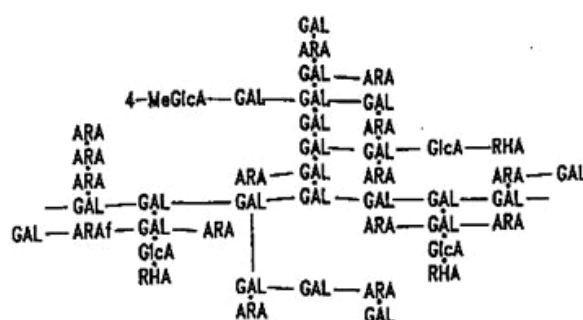 GAL
ARA
GAL ARA
4-MeGlcA GAL GAL GAL
ARA GAL ARA
ARA GAL GAL GlcA RHA
ARA ARA GAL ARA ARA GAL
GAL GAL GAL GAL GAL GAL GAL
GAL ARAf GAL ARA ARA GAL ARA
GlcA GlcA
RHA RHA
GAL GAL ARA
ARA GAL